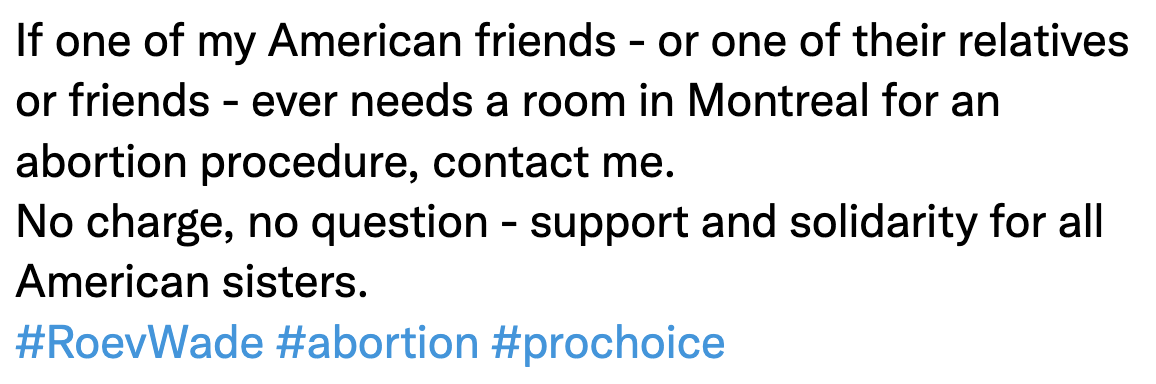 If one of my American friends - or one of their relatives
or friends - ever needs a room in Montreal for an
abortion procedure, contact me.
No charge, no question - support and solidarity for all
American sisters.
#RoevWade #abortion #prochoice